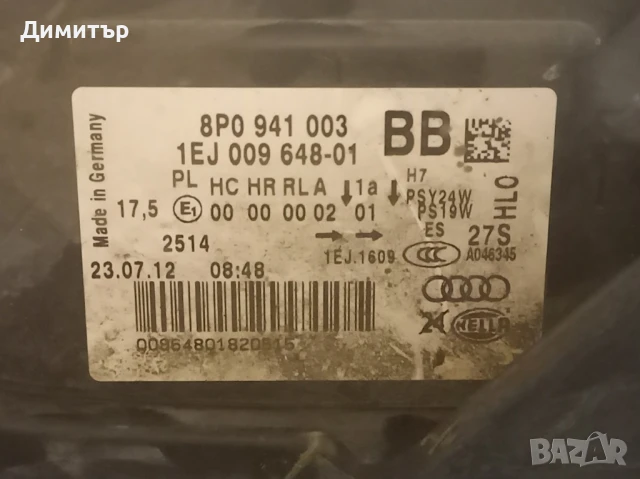 Димитър
Made in Germany
8P0 941 003 BB
1EJ 009 648-01
PL HC HR RL A 1a H7
17,5 E1 00 00 00 02 01 PSY24W
PS19W
HLO
2514 ES 27S
1EJ.1609 CCC A046345
23.07.12 08:48
HELLA
BAZAR